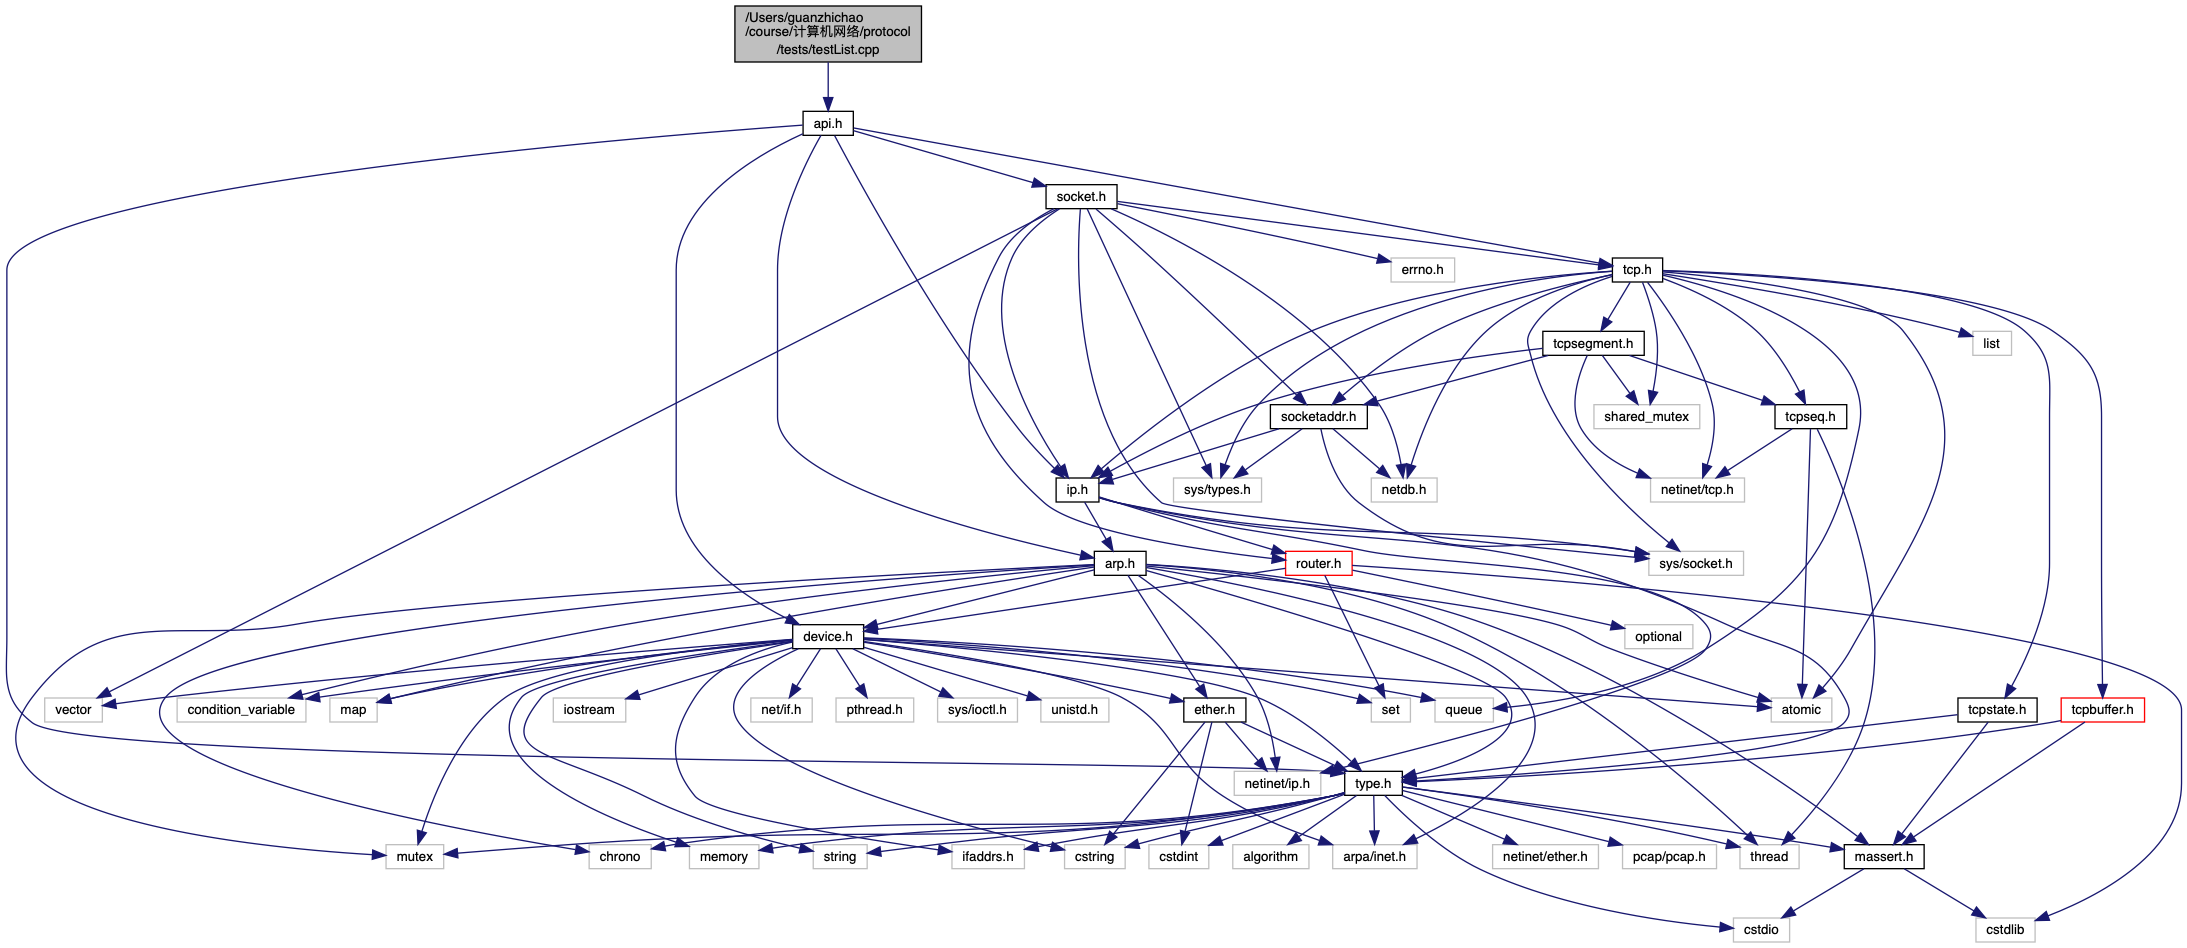 /Users/guanzhichao
/course/计算机网络/protocol
/tests/testList.cpp
api.h
socket.h
errno.h
tcp.h
tcpsegment.h
list
socketaddr.h
shared_mutex
tcpseq.h
ip.h
sys/types.h
netdb.h
netinet/tcp.h
arp.h
router.h
sys/socket.h
device.h
optional
vector
condition_variable
map
iostream
net/if.h
pthread.h
sys/ioctl.h
unistd.h
ether.h
set
queue
atomic
tcpstate.h
tcpbuffer.h
netinet/ip.h
type.h
mutex
chrono
memory
string
ifaddrs.h
cstring
cstdint
algorithm
arpa/inet.h
netinet/ether.h
pcap/pcap.h
thread
massert.h
cstdio
cstdlib